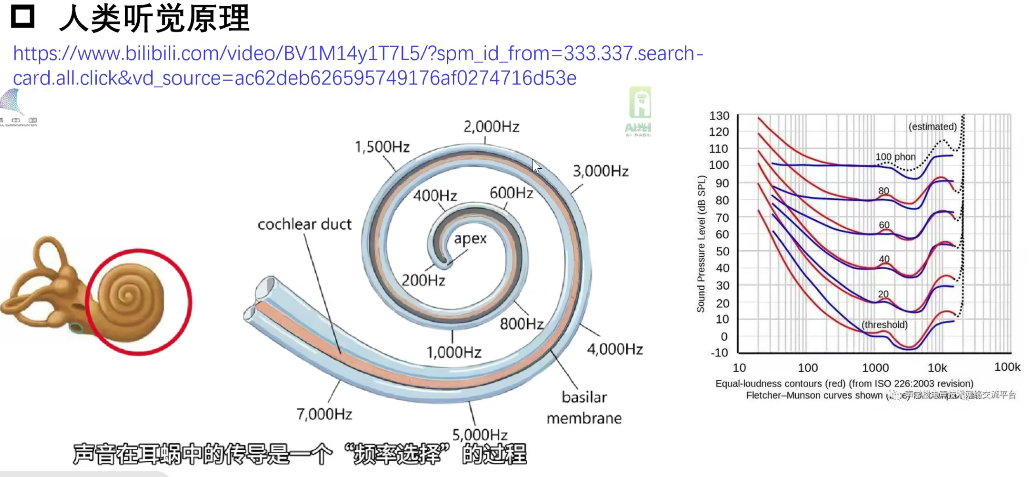 人类听觉原理
https://www.bilibili.com/video/BV1M14y1T7L5/?spm_id_from=333.337.search-
card.all.click&vd_source=ac62deb626595749176af0274716d53e
2,000Hz
1,500Hz
3,000Hz
400Hz
600Hz
cochlear duct
apex
200Hz
800Hz
1,000Hz
4,000Hz
basilar
membrane
7,000Hz
5,000Hz
声音在耳蜗中的传导是一个“频率选择”的过程
Sound Pressure Level (dB SPL)
130
120
110
100
90
80
70
60
50
40
30
20
10
0
-10
(estimated)
100 phon
80
60
40
20
(threshold)
10
100
1000
10k
100k
Equal-loudness contours (red) (from ISO 226:2003 revision)
Fletcher–Munson curves shown